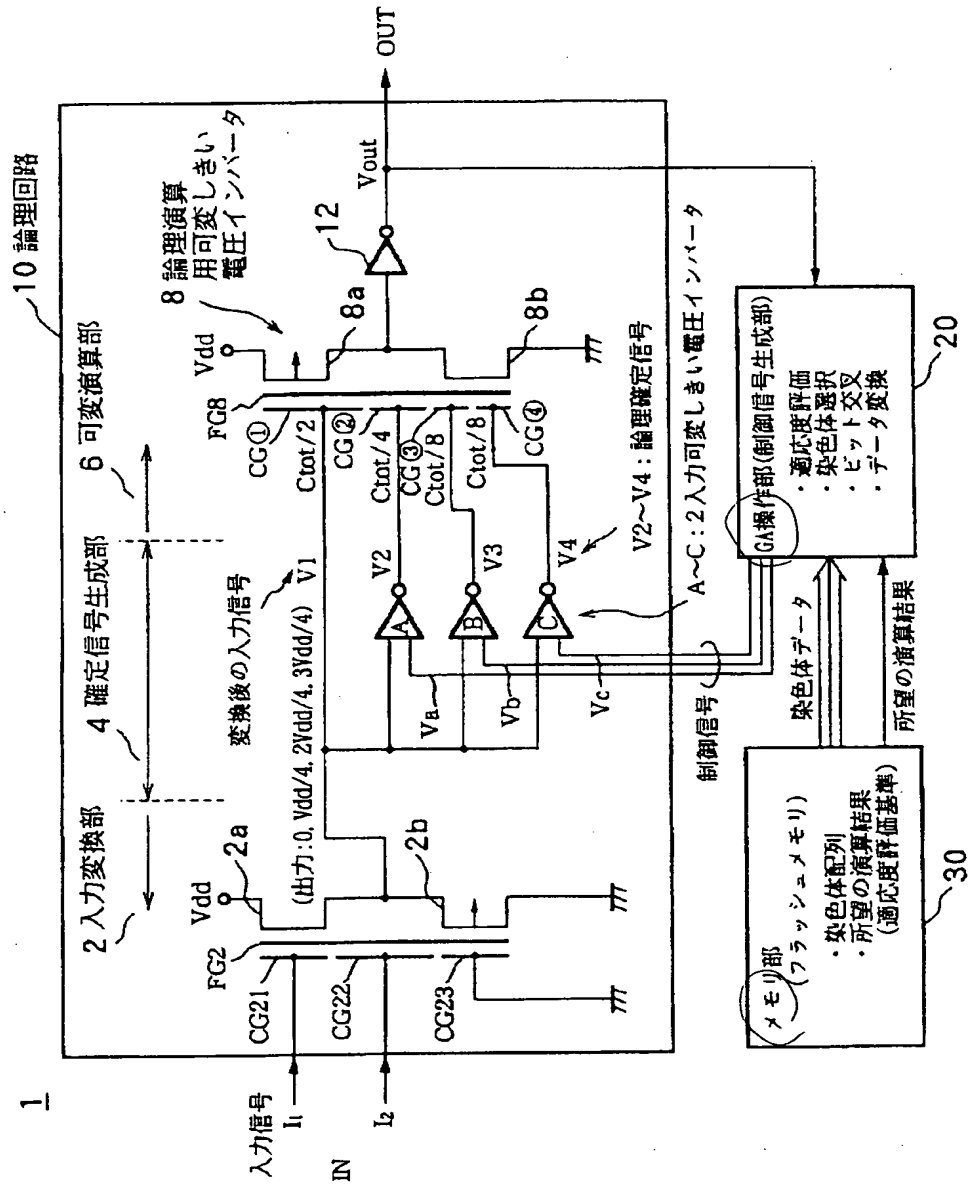 1
10 論理回路
2 入力変換部
4 確定信号生成部
6 可変演算部
入力信号
I1
IN
I2
Vdd
2a
FG2
CG21
CG22
CG23
2b
(出力:0, Vdd/4, 2Vdd/4, 3Vdd/4)
変換後の入力信号
V1
A
B
C
V2
V3
V4
Va
Vb
Vc
V2~V4:論理確定信号
A~C:2入力可変しきい電圧インバータ
制御信号
8 論理演算
用可変しきい
電圧インバータ
Vdd
8a
FG8
CG①
Ctot/2
CG②
Ctot/4
CG③
Ctot/8
Ctot/8
CG④
8b
12
Vout
OUT
メモリ部
(フラッシュメモリ)
・染色体配列
・所望の演算結果
(適応度評価基準)
30
染色体データ
所望の演算結果
GA操作部(制御信号生成部)
・適応度評価
・染色体選択
・ビット交叉
・データ変換
20